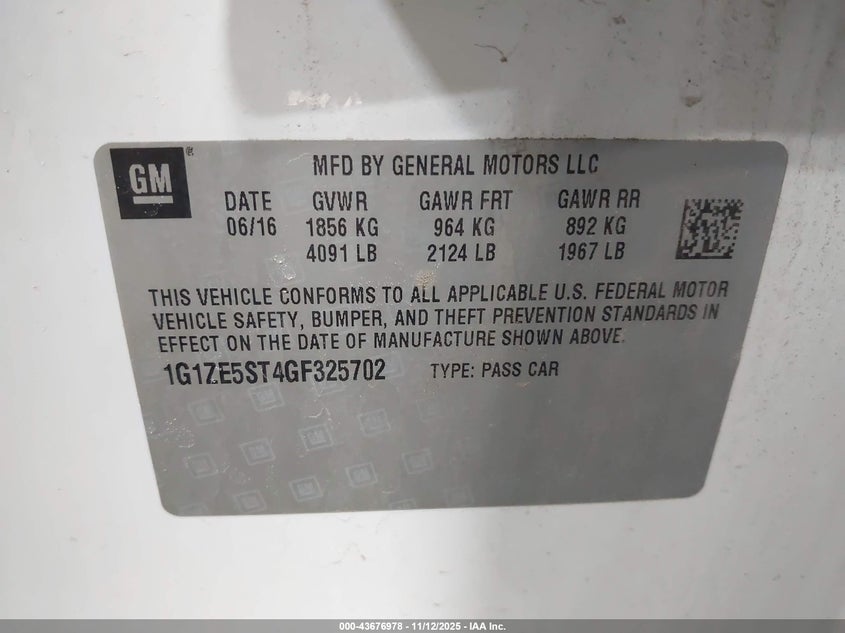 GM
®
MFD BY GENERAL MOTORS LLC
DATE GVWR GAWR FRT GAWR RR
06/16 1856 KG 964 KG 892 KG
4091 LB 2124 LB 1967 LB
THIS VEHICLE CONFORMS TO ALL APPLICABLE U.S. FEDERAL MOTOR
VEHICLE SAFETY, BUMPER, AND THEFT PREVENTION STANDARDS IN
EFFECT ON THE DATE OF MANUFACTURE SHOWN ABOVE.
1G1ZE5ST4GF325702 TYPE: PASS CAR
000-43676978 - 11/12/2025 - IAA Inc.